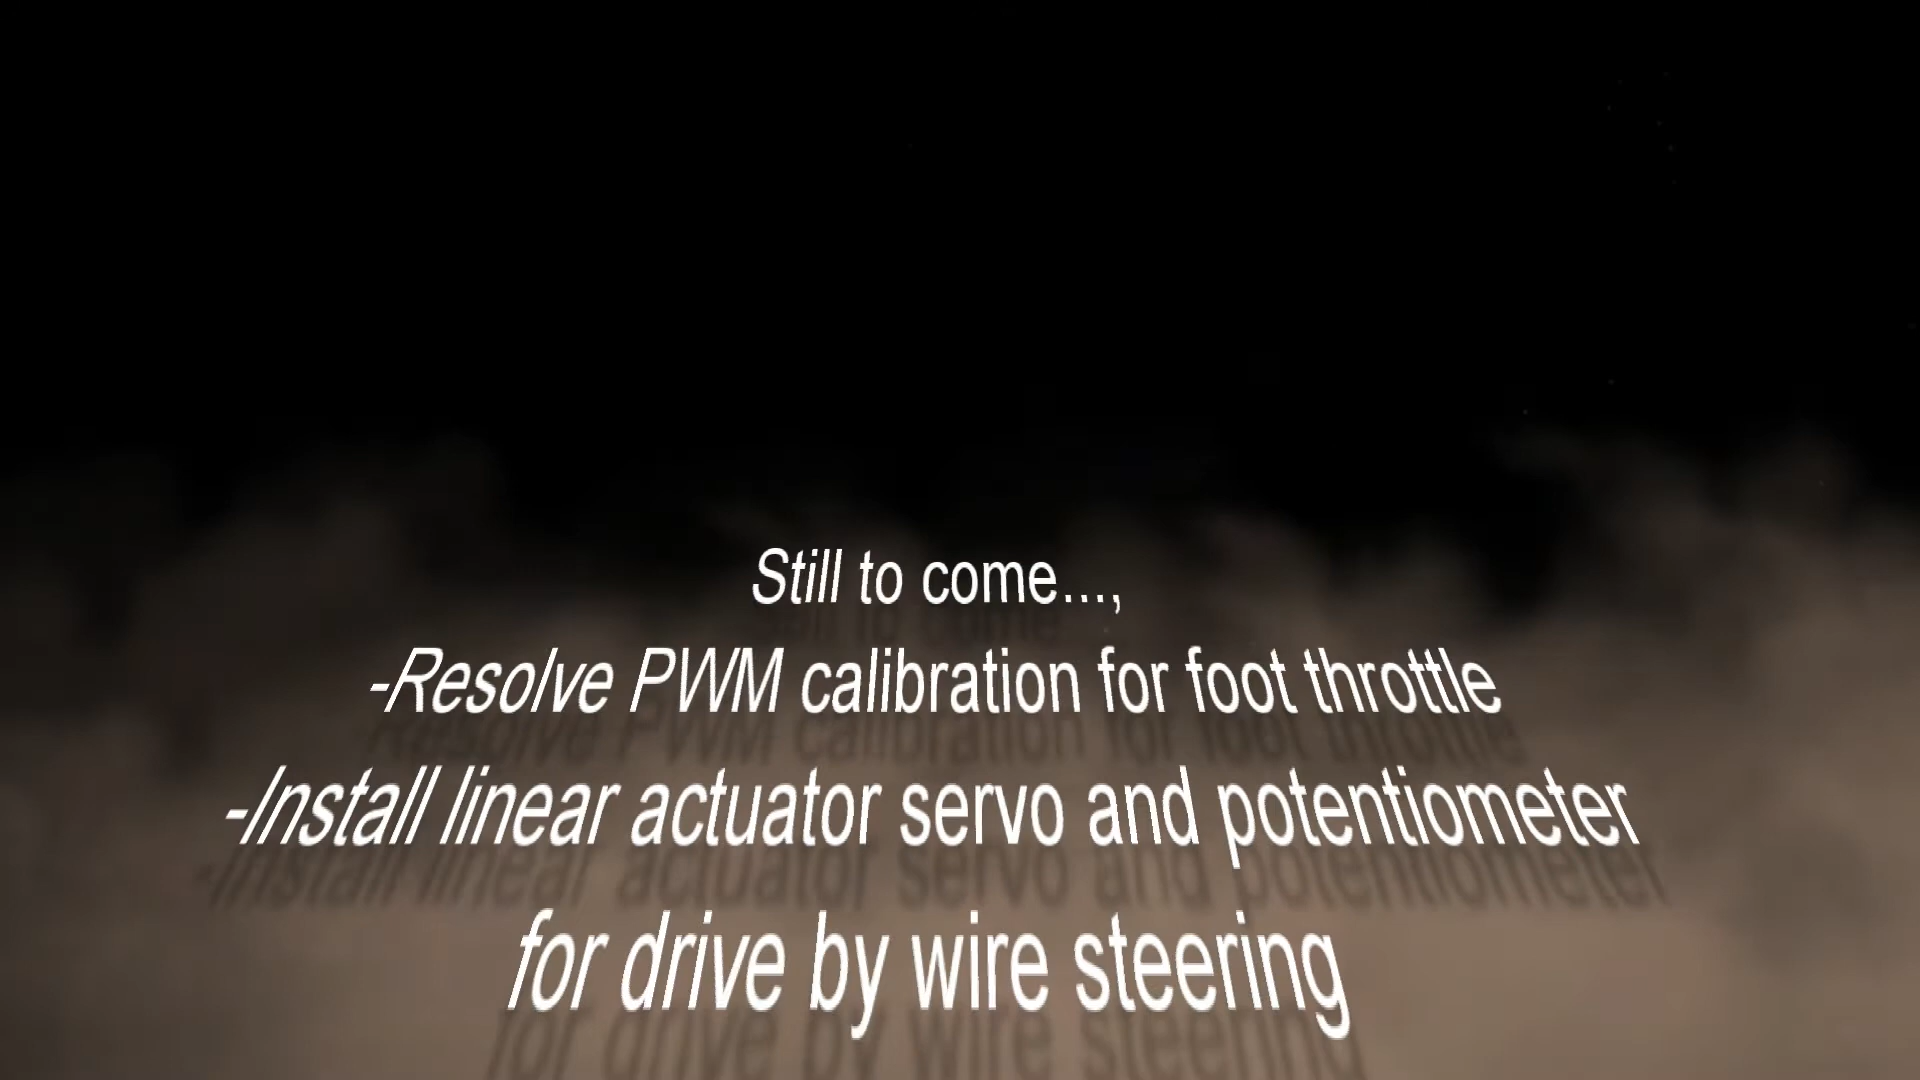 Still to come...,
-Resolve PWM calibration for foot throttle
-Install linear actuator servo and potentiometer
for drive by wire steering